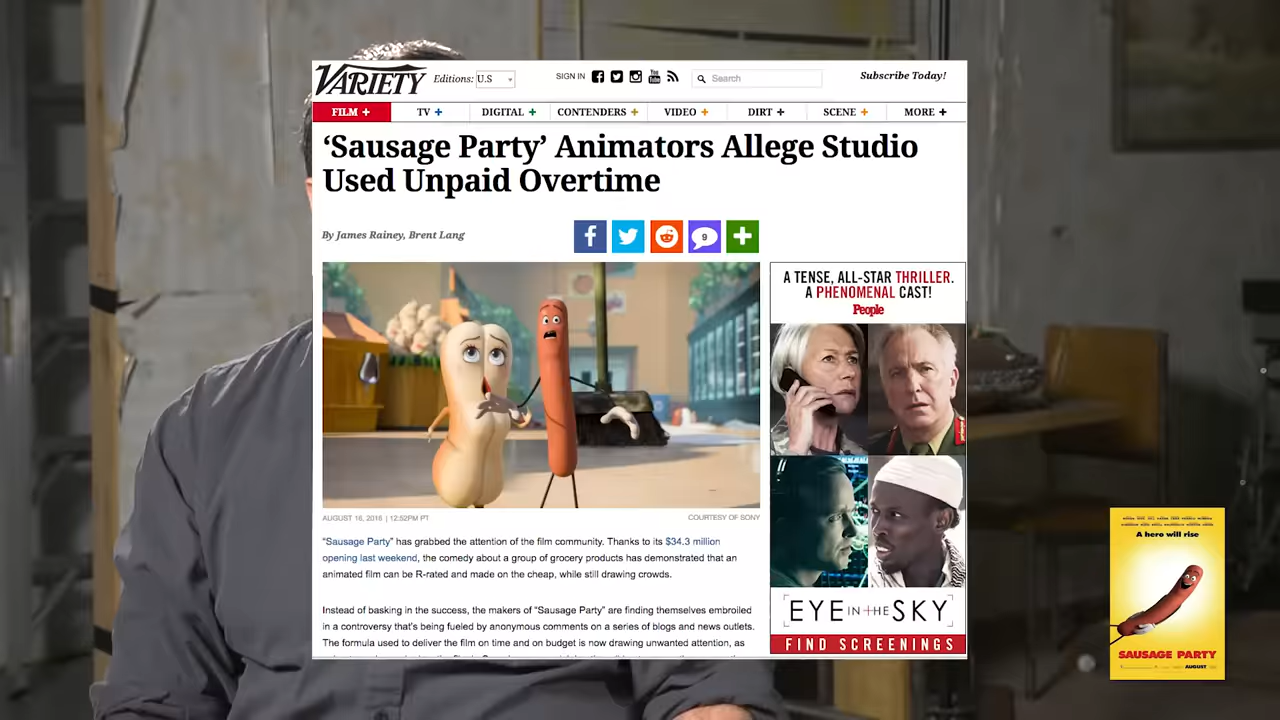 VARIETY Editions: U.S SIGN IN You Tube Search Subscribe Today!
FILM + TV + DIGITAL + CONTENDERS + VIDEO + DIRT + SCENE + MORE +
‘Sausage Party’ Animators Allege Studio
Used Unpaid Overtime
By James Rainey, Brent Lang
9
A TENSE, ALL-STAR THRILLER.
A PHENOMENAL CAST!
People
AUGUST 16, 2016 | 12:52PM PT COURTESY OF SONY
“Sausage Party” has grabbed the attention of the film community. Thanks to its $34.3 million
opening last weekend, the comedy about a group of grocery products has demonstrated that an
animated film can be R-rated and made on the cheap, while still drawing crowds.
Instead of basking in the success, the makers of “Sausage Party” are finding themselves embroiled
in a controversy that's being fueled by anonymous comments on a series of blogs and news outlets.
The formula used to deliver the film on time and on budget is now drawing unwanted attention, as
EYE IN THE SKY
FIND SCREENINGS
A hero will rise
SAUSAGE PARTY
AUGUST